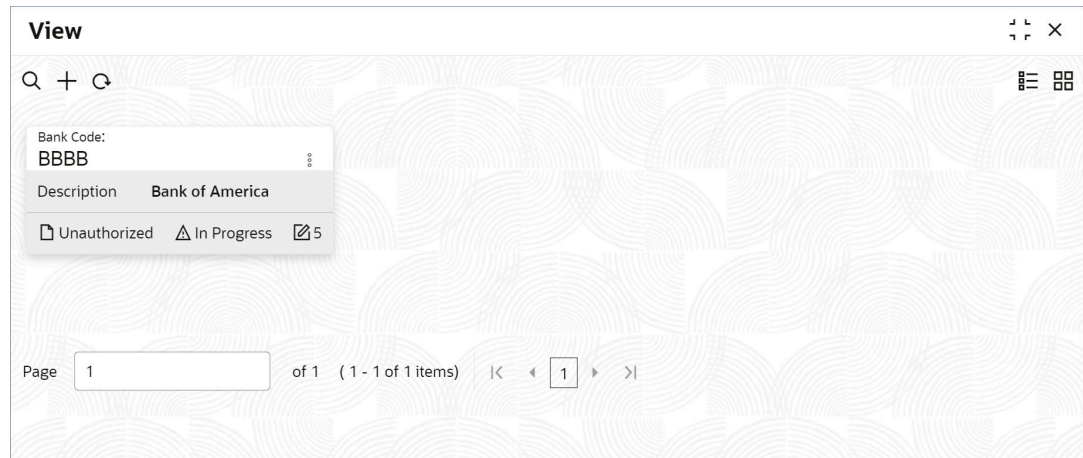 View
Bank Code:
BBBB
Description Bank of America
Unauthorized In Progress 5
Page 1 of 1 ( 1 - 1 of 1 items) 1